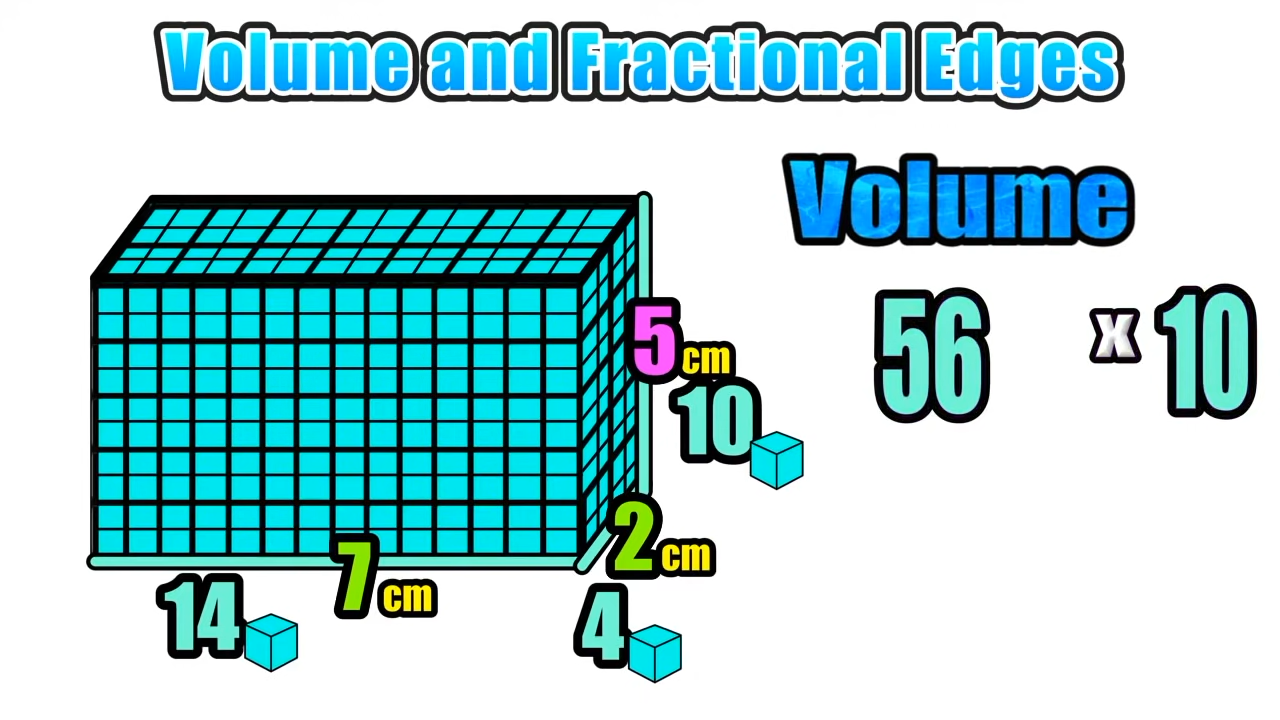 Volume and Fractional Edges
Volume
56 x 10
5 cm
10
2 cm
7 cm
14
4